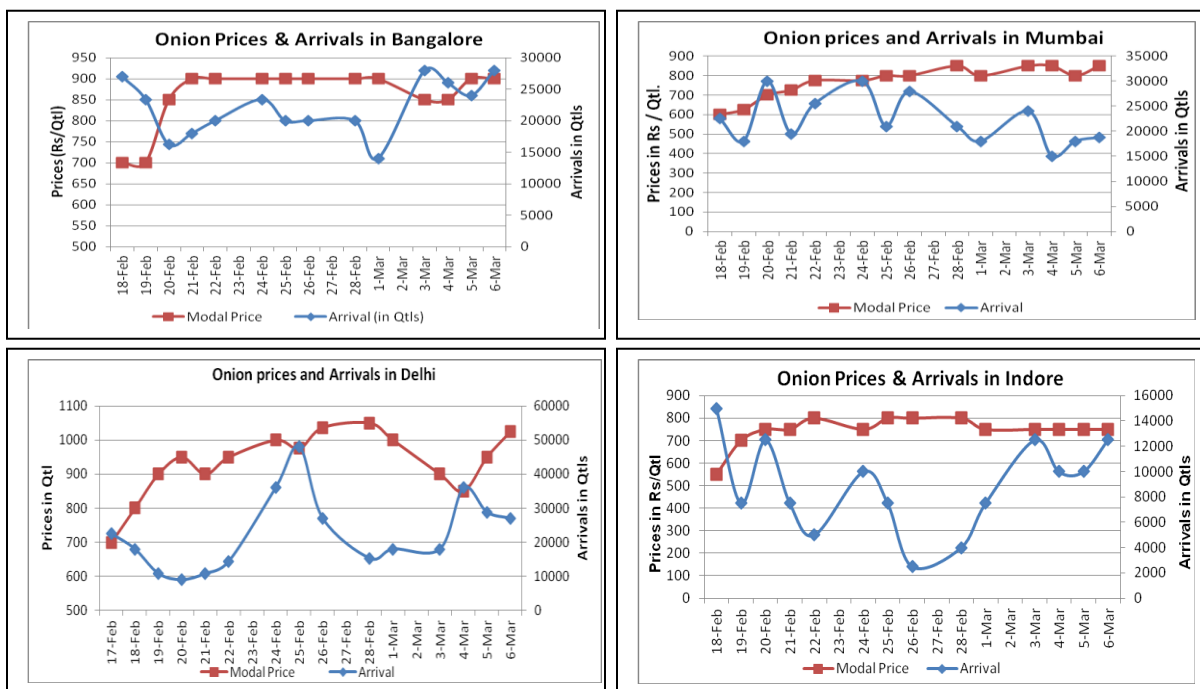 Onion Prices & Arrivals in Bangalore
Prices (Rs/Qtl)
950
900
850
800
750
700
650
600
550
500
30000
25000
20000
15000
10000
5000
0
Arrivals in Qtls
18-Feb
19-Feb
20-Feb
21-Feb
22-Feb
23-Feb
24-Feb
25-Feb
26-Feb
27-Feb
28-Feb
1-Mar
2-Mar
3-Mar
4-Mar
5-Mar
6-Mar
Modal Price
Arrival (in Qtls)
Onion prices and Arrivals in Mumbai
Prices in Rs / Qtl.
900
800
700
600
500
400
300
200
100
0
35000
30000
25000
20000
15000
10000
5000
0
Arrivals in Qtls
18-Feb
19-Feb
20-Feb
21-Feb
22-Feb
23-Feb
24-Feb
25-Feb
26-Feb
27-Feb
28-Feb
1-Mar
2-Mar
3-Mar
4-Mar
5-Mar
6-Mar
Modal Price
Arrival
Onion prices and Arrivals in Delhi
Prices in Qtl
1100
1000
900
800
700
600
500
60000
50000
40000
30000
20000
10000
0
Arrivals in Qtls
17-Feb
18-Feb
19-Feb
20-Feb
21-Feb
22-Feb
23-Feb
24-Feb
25-Feb
26-Feb
27-Feb
28-Feb
1-Mar
2-Mar
3-Mar
4-Mar
5-Mar
6-Mar
Modal Price
Arrival
Onion Prices & Arrivals in Indore
Prices in Rs/Qtl
900
800
700
600
500
400
300
200
100
0
16000
14000
12000
10000
8000
6000
4000
2000
0
Arrivals in Qtls
18-Feb
19-Feb
20-Feb
21-Feb
22-Feb
23-Feb
24-Feb
25-Feb
26-Feb
27-Feb
28-Feb
1-Mar
2-Mar
3-Mar
4-Mar
5-Mar
6-Mar
Modal Price
Arrival